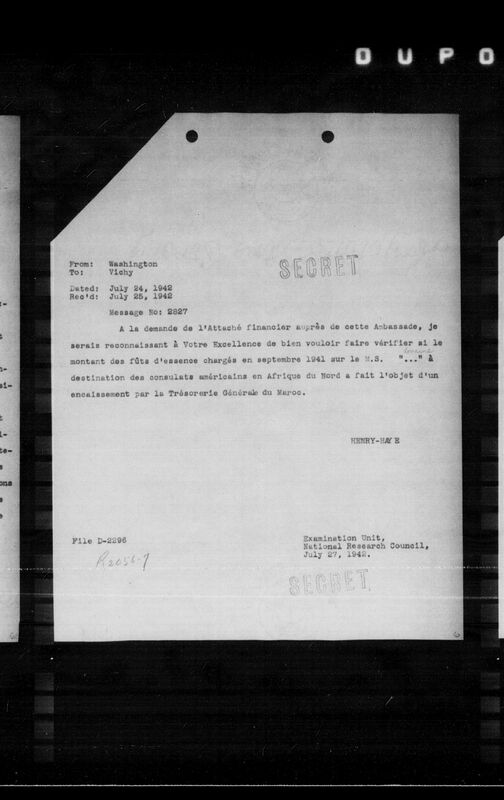 DUPO
SECRET
From: Washington
To: Vichy
Dated: July 24, 1942
Rec'd: July 25, 1942
Message No: 2827
A la demande de l'Attaché financier auprès de cette Ambassade, je
serais reconnaissant à Votre Excellence de bien vouloir faire vérifier si le
montant des fûts d'essence chargés en septembre 1941 sur le M.S. "..." à
destination des consulats américains en Afrique du Nord a fait l'objet d'un
encaissement par la Trésorerie Générale du Maroc.
HENRY-HAYE
File D-2296
R2056-7
Examination Unit,
National Research Council,
July 27, 1942.
SECRET